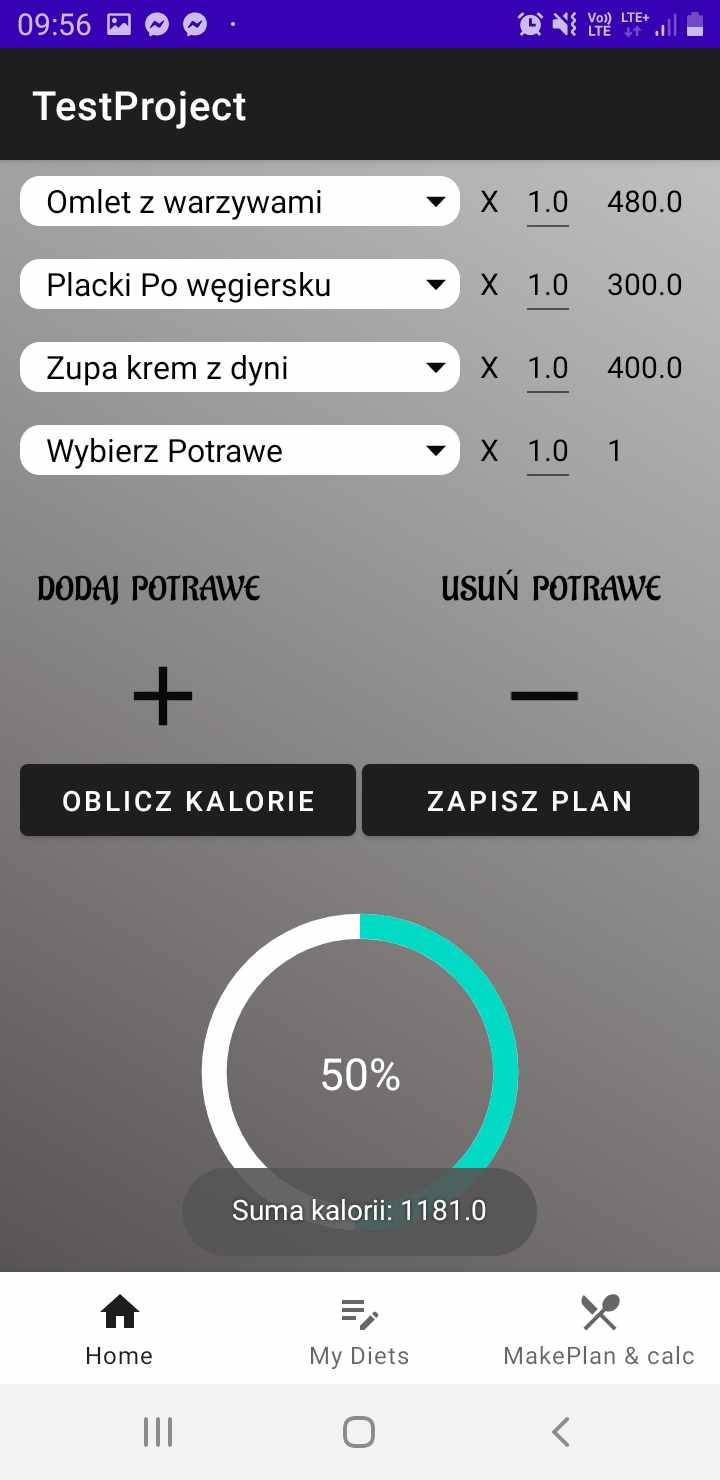 09:56 Vo)) LTE LTE+
TestProject
Omlet z warzywami X 1.0 480.0
Placki Po węgiersku X 1.0 300.0
Zupa krem z dyni X 1.0 400.0
Wybierz Potrawe X 1.0 1
DODAJ POTRAWE USUŃ POTRAWE
OBLICZ KALORIE ZAPISZ PLAN
50%
Suma kalorii: 1181.0
Home My Diets MakePlan & calc